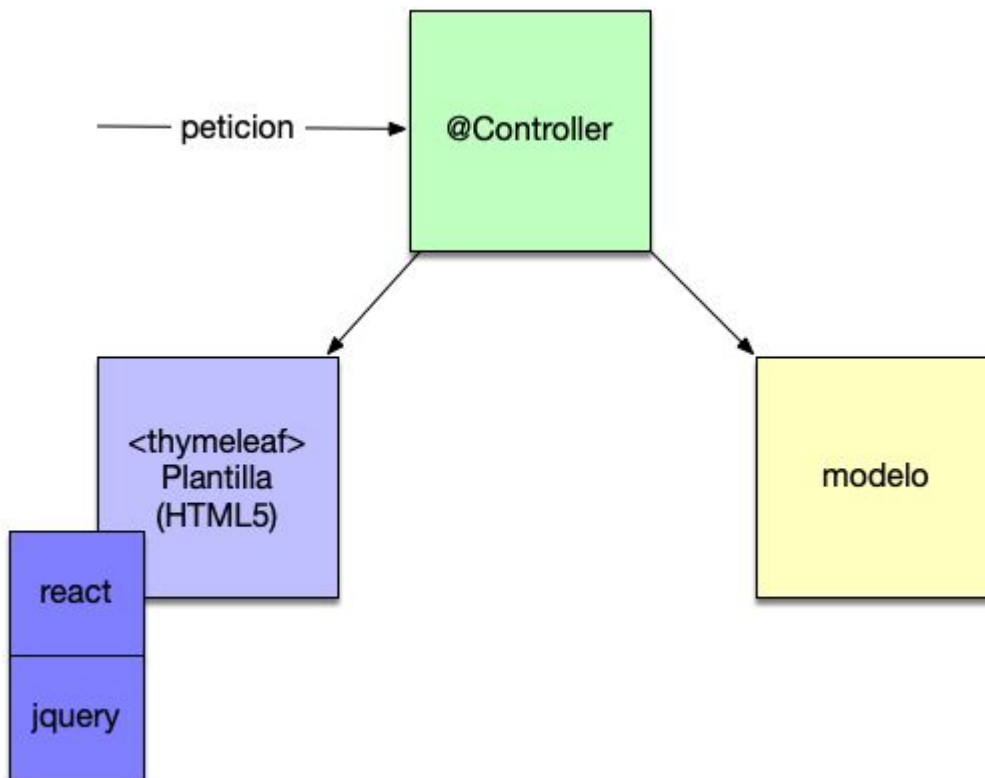 peticion
@Controller
<thymeleaf>
Plantilla
(HTML5)
modelo
react
jquery